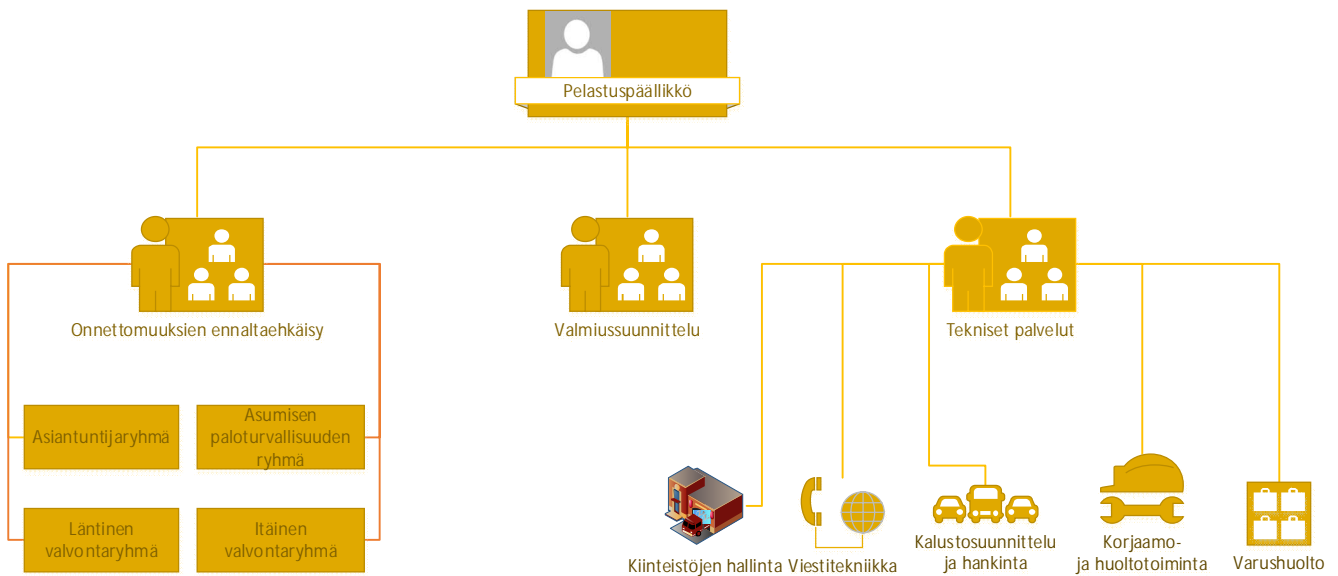 Pelastuspäällikkö
Onnettomuuksien ennaltaehkäisy
Valmiussuunnittelu
Tekniset palvelut
Asiantuntijaryhmä
Asumisen
paloturvallisuuden
ryhmä
Läntinen
valvontaryhmä
Itäinen
valvontaryhmä
Kiinteistöjen hallinta
Viestitekniikka
Kalustosuunnittelu
ja hankinta
Korjaamo-
ja huoltotoiminta
Varushuolto